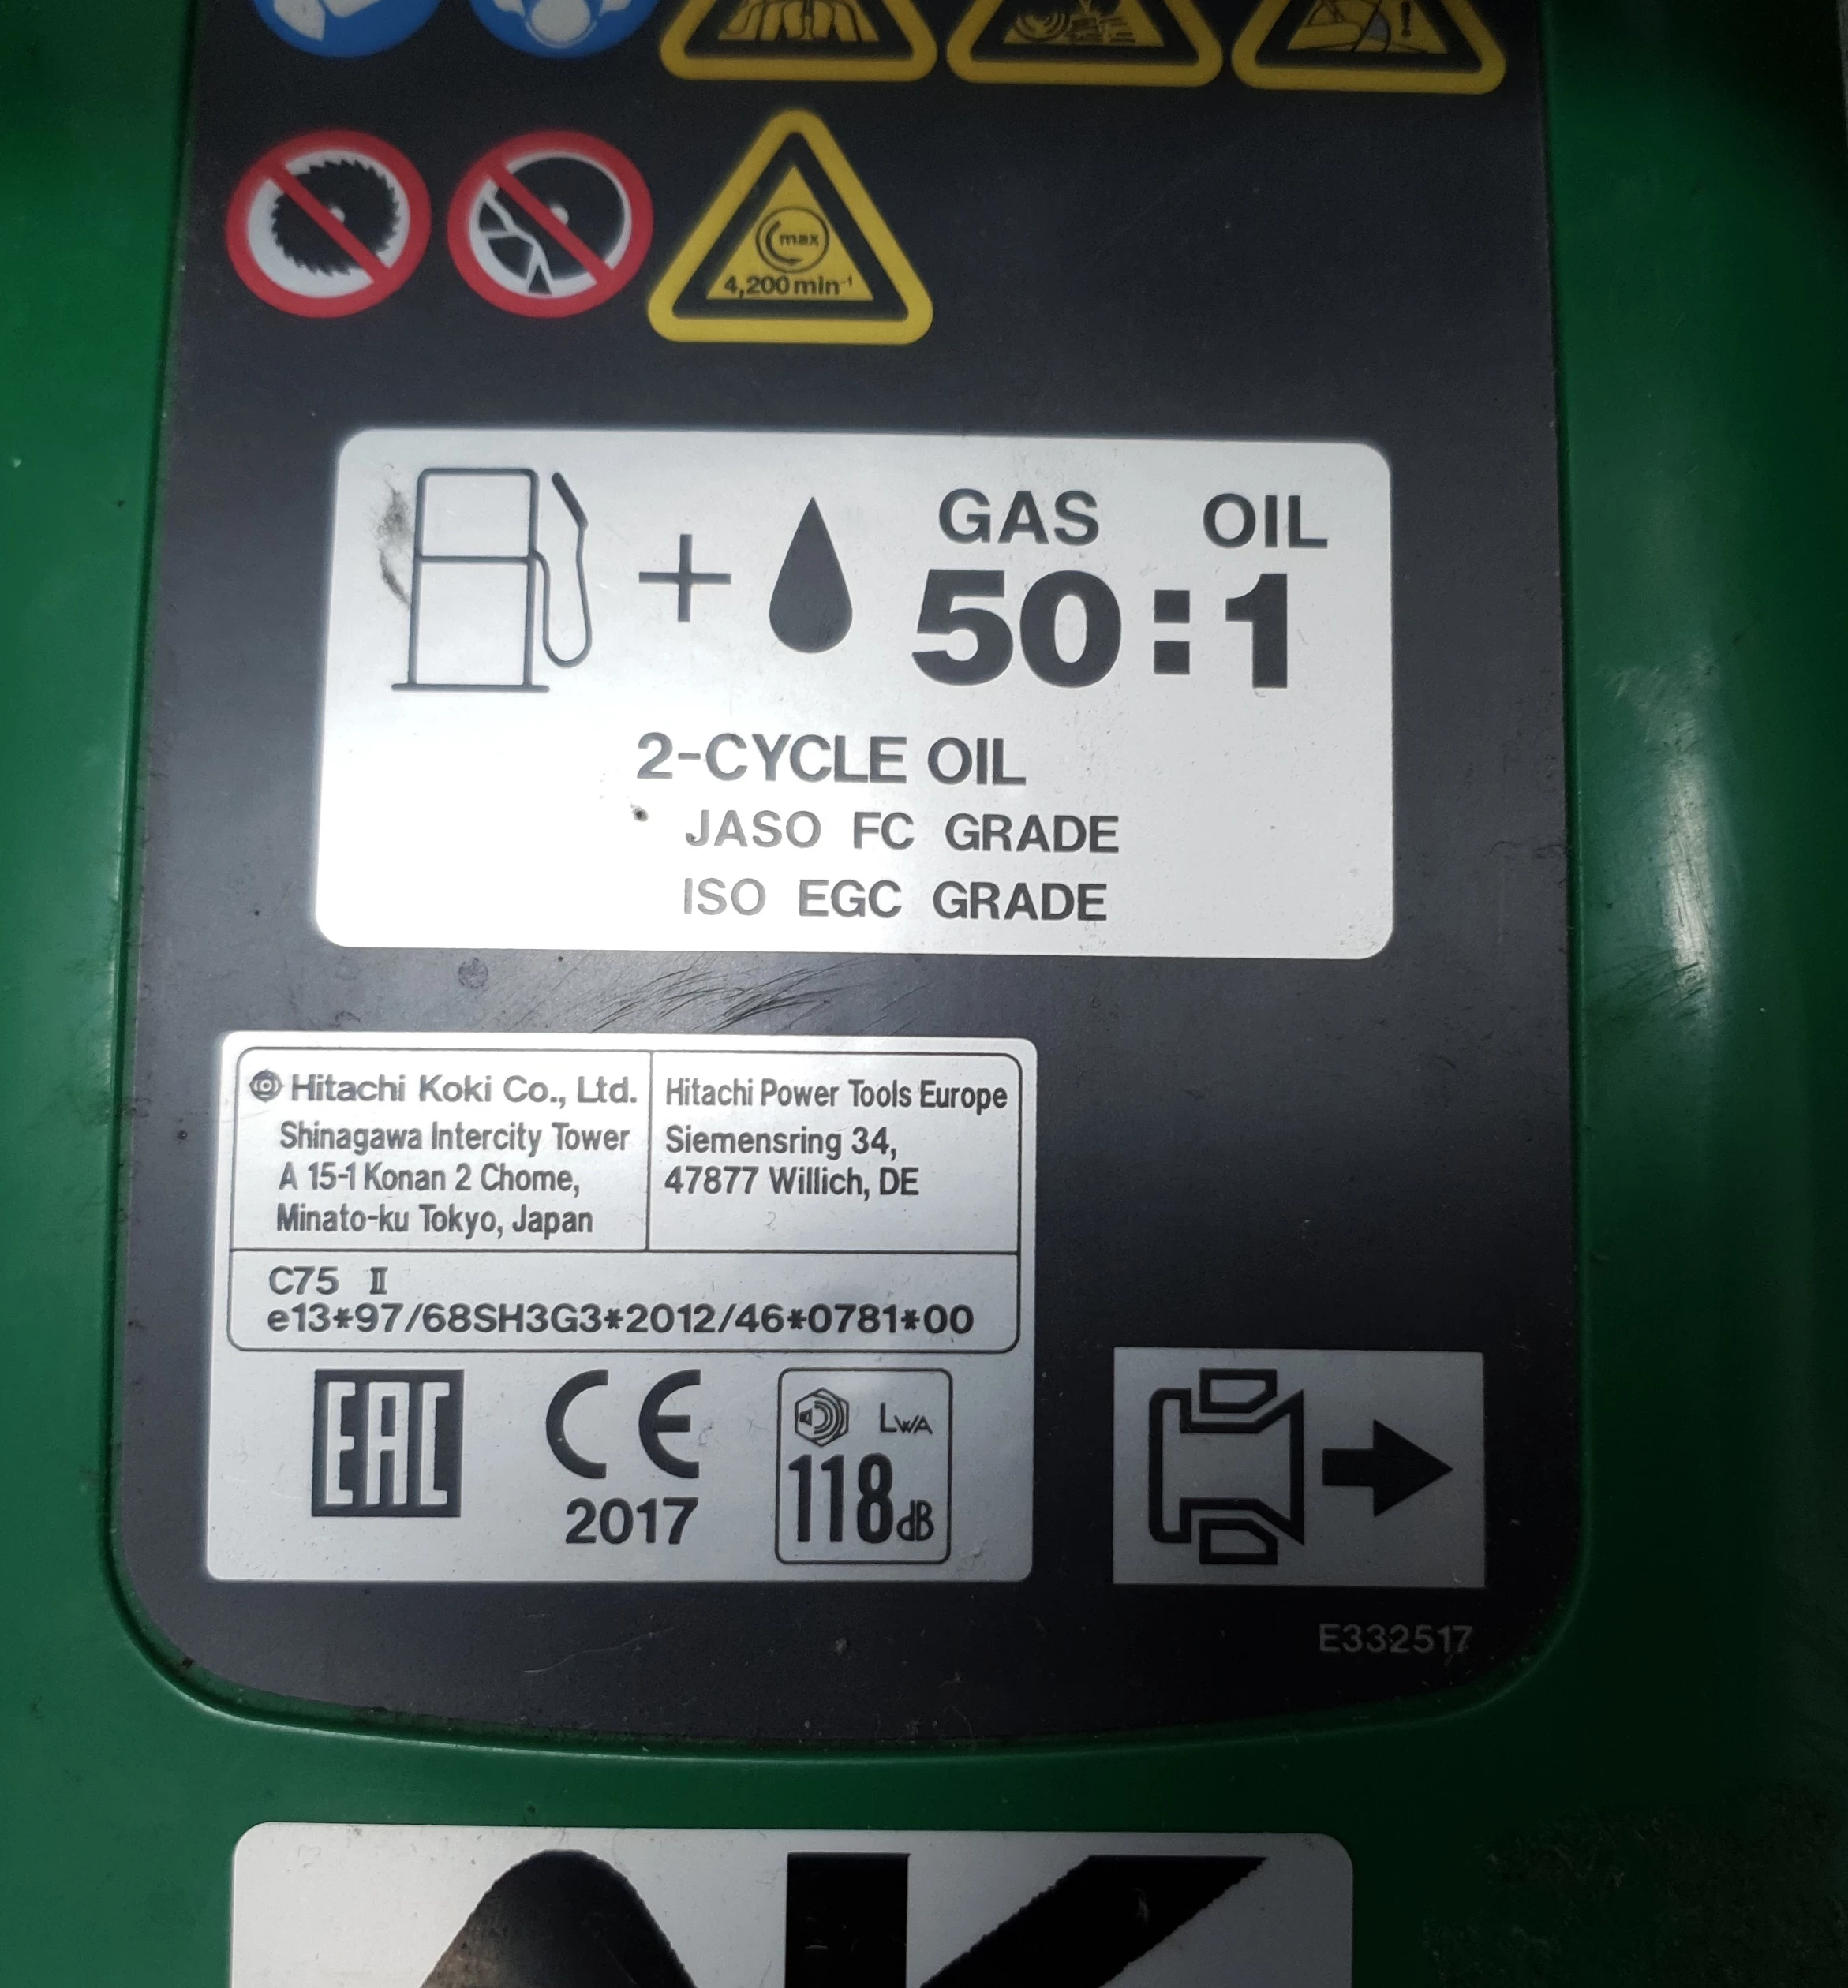 max
4,200min⁻¹
GAS OIL
50:1
2-CYCLE OIL
JASO FC GRADE
ISO EGC GRADE
Hitachi Koki Co., Ltd.
Shinagawa Intercity Tower
A 15-1 Konan 2 Chome,
Minato-ku Tokyo, Japan
Hitachi Power Tools Europe
Siemensring 34,
47877 Willich, DE
C75 II
e13*97/68SH3G3*2012/46*0781*00
EAC
CE
2017
LWA
118dB
E332517